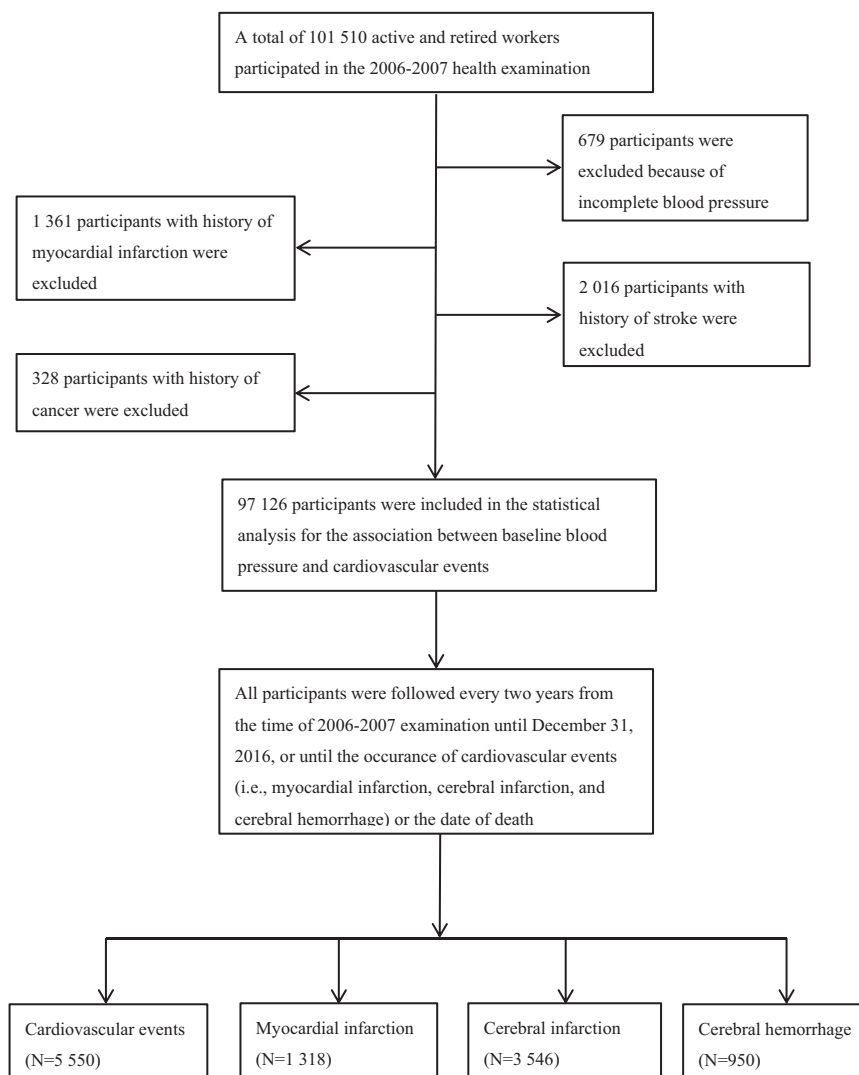 A total of 101 510 active and retired workers
participated in the 2006-2007 health examination
679 participants were
excluded because of
incomplete blood pressure
1 361 participants with history of
myocardial infarction were
excluded
2 016 participants with
history of stroke were
excluded
328 participants with history of
cancer were excluded
97 126 participants were included in the statistical
analysis for the association between baseline blood
pressure and cardiovascular events
All participants were followed every two years from
the time of 2006-2007 examination until December 31,
2016, or until the occurance of cardiovascular events
(i.e., myocardial infarction, cerebral infarction, and
cerebral hemorrhage) or the date of death
Cardiovascular events
(N=5 550)
Myocardial infarction
(N=1 318)
Cerebral infarction
(N=3 546)
Cerebral hemorrhage
(N=950)